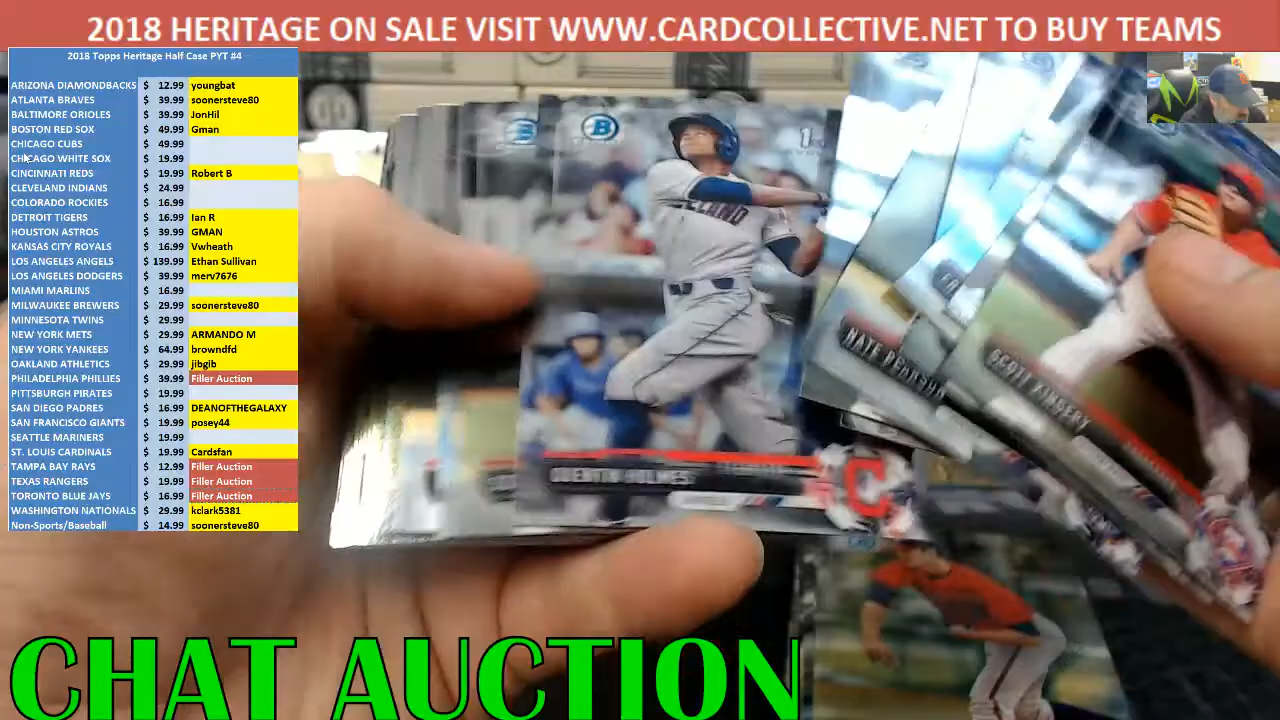 2018 HERITAGE ON SALE VISIT WWW.CARDCOLLECTIVE.NET TO BUY TEAMS
2018 Topps Heritage Half Case PYT #4
ARIZONA DIAMONDBACKS $ 12.99 youngbat
ATLANTA BRAVES $ 39.99 soonersteve80
BALTIMORE ORIOLES $ 39.99 JonHil
BOSTON RED SOX $ 49.99 Gman
CHICAGO CUBS $ 49.99
CHICAGO WHITE SOX $ 19.99
CINCINNATI REDS $ 19.99 Robert B
CLEVELAND INDIANS $ 24.99
COLORADO ROCKIES $ 16.99
DETROIT TIGERS $ 16.99 Ian R
HOUSTON ASTROS $ 39.99 GMAN
KANSAS CITY ROYALS $ 16.99 Vwheath
LOS ANGELES ANGELS $ 139.99 Ethan Sullivan
LOS ANGELES DODGERS $ 39.99 merv7676
MIAMI MARLINS $ 16.99
MILWAUKEE BREWERS $ 29.99 soonersteve80
MINNESOTA TWINS $ 29.99
NEW YORK METS $ 29.99 ARMANDO M
NEW YORK YANKEES $ 64.99 browndfd
OAKLAND ATHLETICS $ 29.99 jibgib
PHILADELPHIA PHILLIES $ 39.99 Filler Auction
PITTSBURGH PIRATES $ 19.99
SAN DIEGO PADRES $ 16.99 DEANOFTHEGALAXY
SAN FRANCISCO GIANTS $ 19.99 posey44
SEATTLE MARINERS $ 19.99
ST. LOUIS CARDINALS $ 19.99 Cardsfan
TAMPA BAY RAYS $ 12.99 Filler Auction
TEXAS RANGERS $ 19.99 Filler Auction
TORONTO BLUE JAYS $ 16.99 Filler Auction
WASHINGTON NATIONALS $ 29.99 kclark5381
Non-Sports/Baseball $ 14.99 soonersteve80
B
QUENTIN HOLMES
C
NATE PEARSON
SCOTT KINGERY
CHAT AUCTION